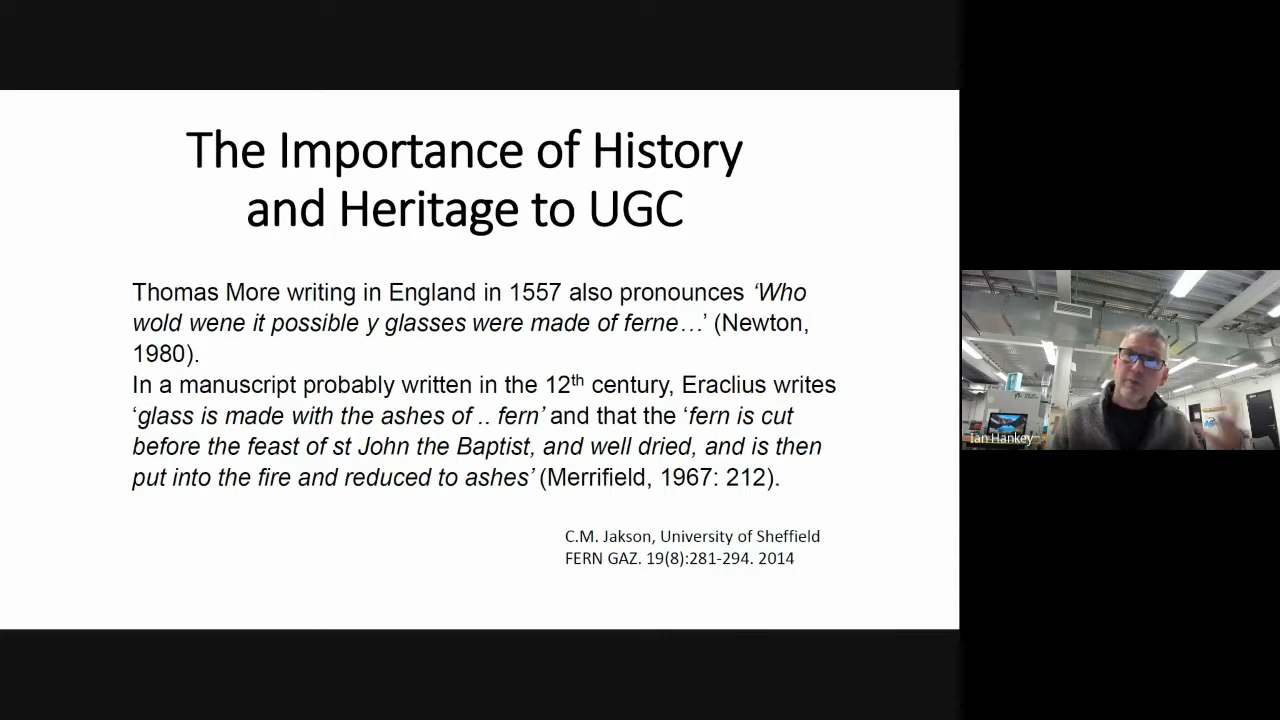 The Importance of History
and Heritage to UGC
Thomas More writing in England in 1557 also pronounces ‘Who
wold wene it possible y glasses were made of ferne…’ (Newton,
1980).
In a manuscript probably written in the 12th century, Eraclius writes
‘glass is made with the ashes of .. fern’ and that the ‘fern is cut
before the feast of st John the Baptist, and well dried, and is then
put into the fire and reduced to ashes’ (Merrifield, 1967: 212).
C.M. Jakson, University of Sheffield
FERN GAZ. 19(8):281-294. 2014
Ian Hankey